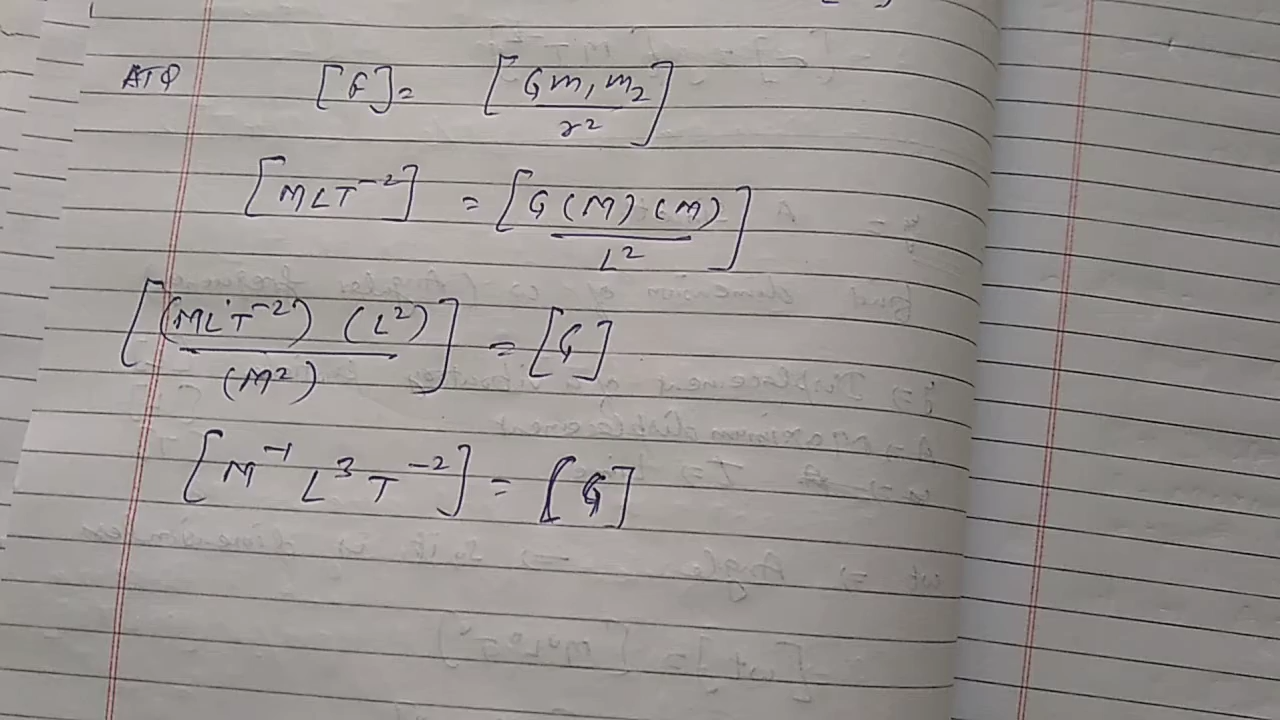 ATQ [G] = [Gm₁m₂/r²]
[MLT⁻²] = [G(M)(M)/L²]
[(MLT⁻²) (L²)/(M²)] = [G]
[M⁻¹ L³ T⁻²] = [G]